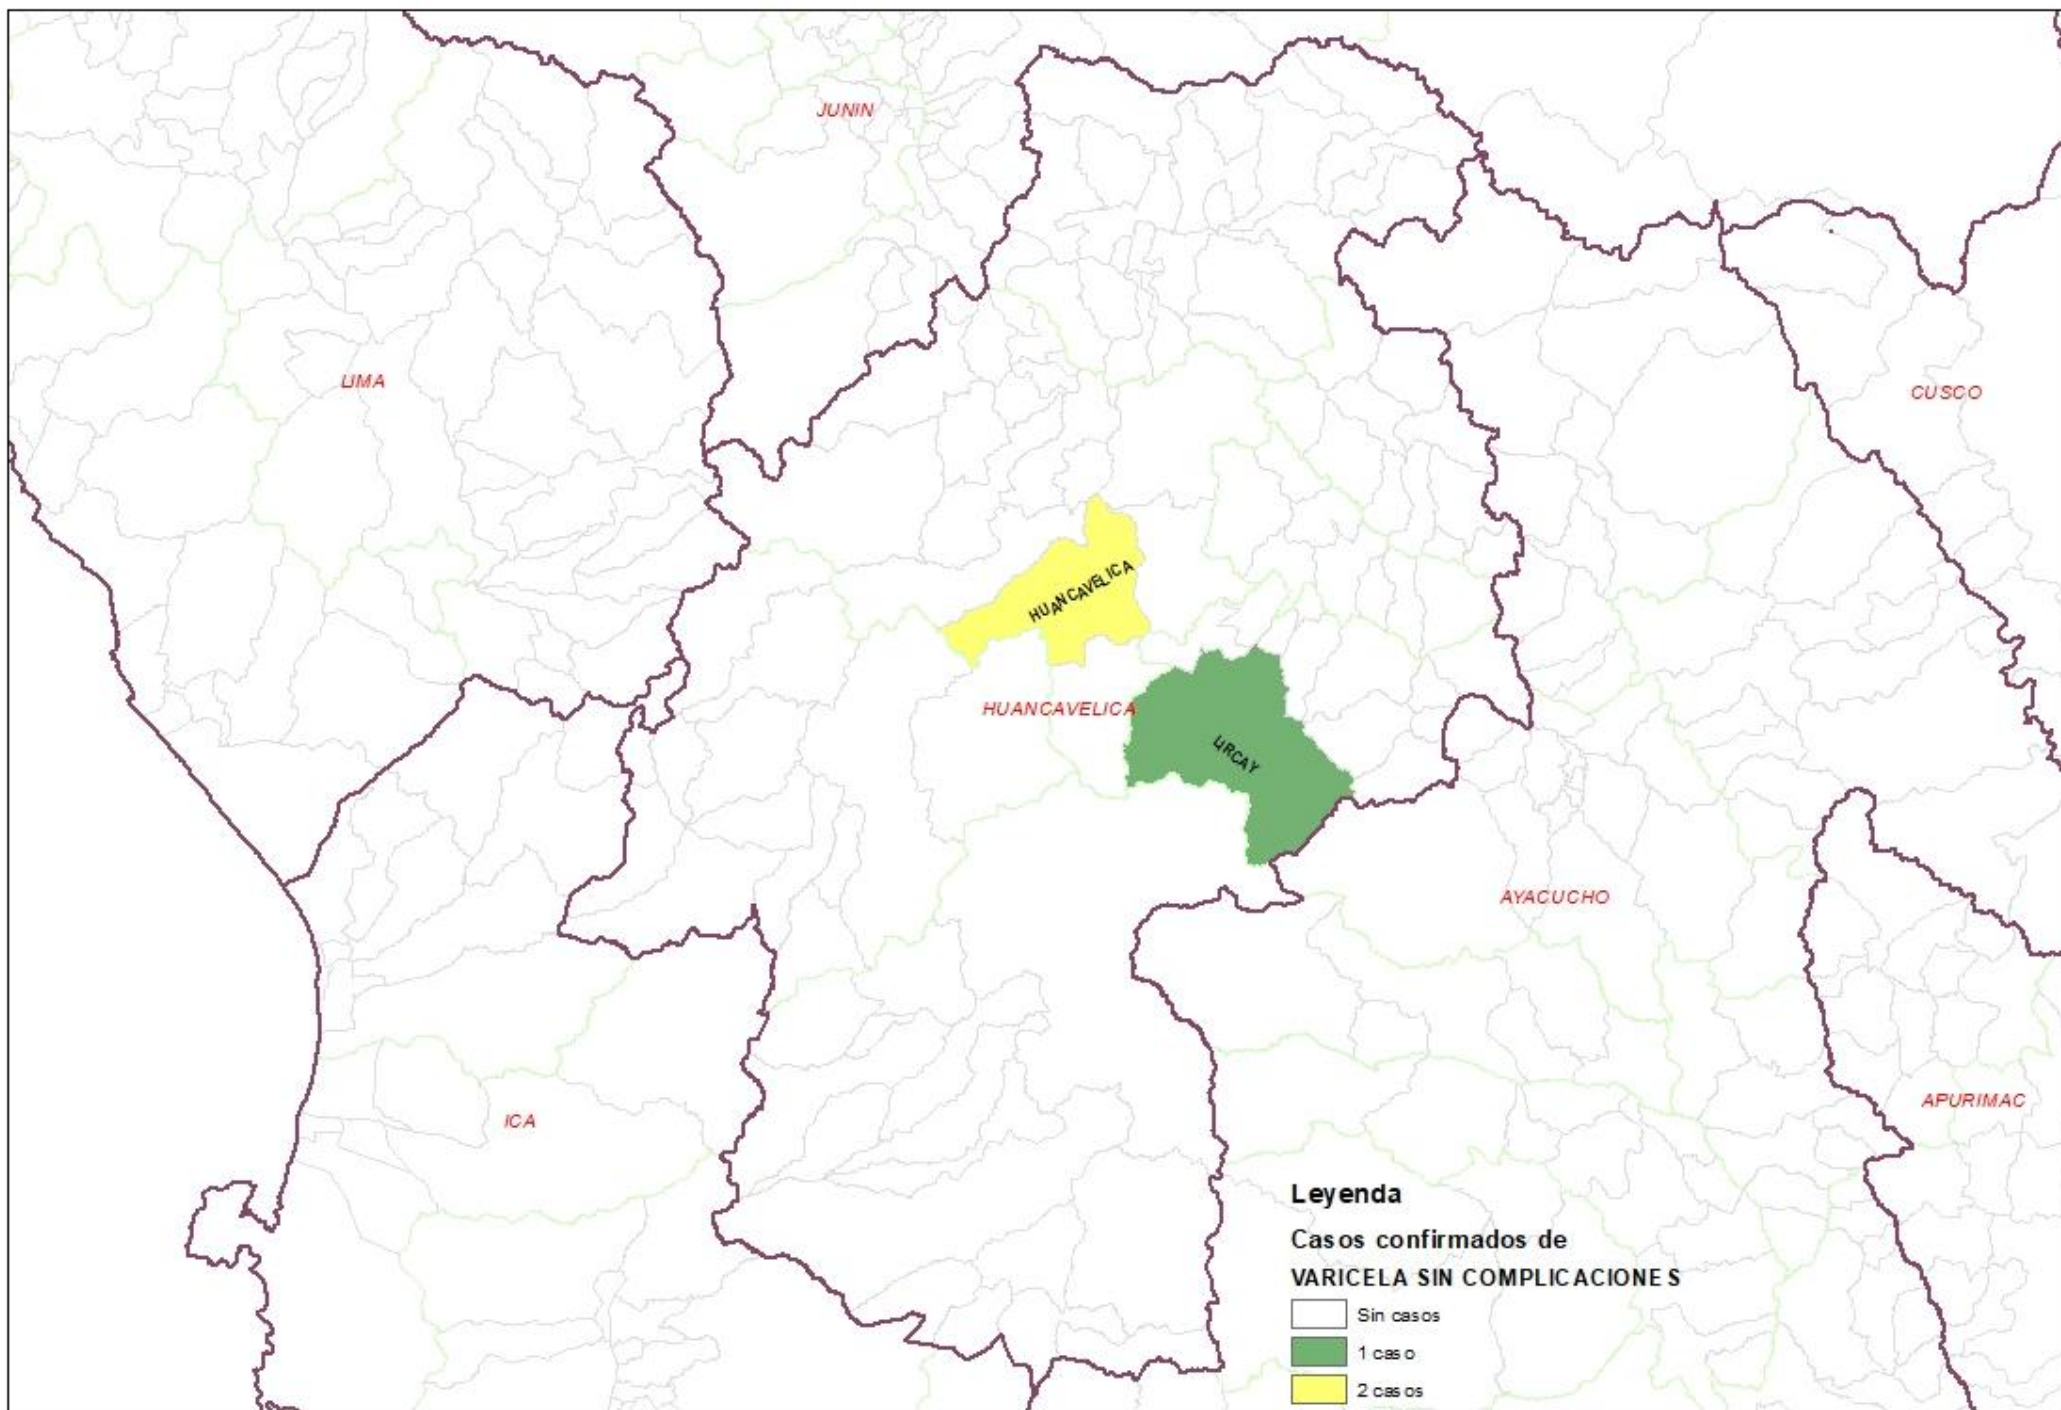 JUNIN
LIMA
CUSCO
HUANCAVELICA
HUANCAVELICA
LIRCAY
AYACUCHO
ICA
APURIMAC
Leyenda
Casos confirmados de
VARICELA SIN COMPLICACIONES
Sin casos
1 caso
2 casos